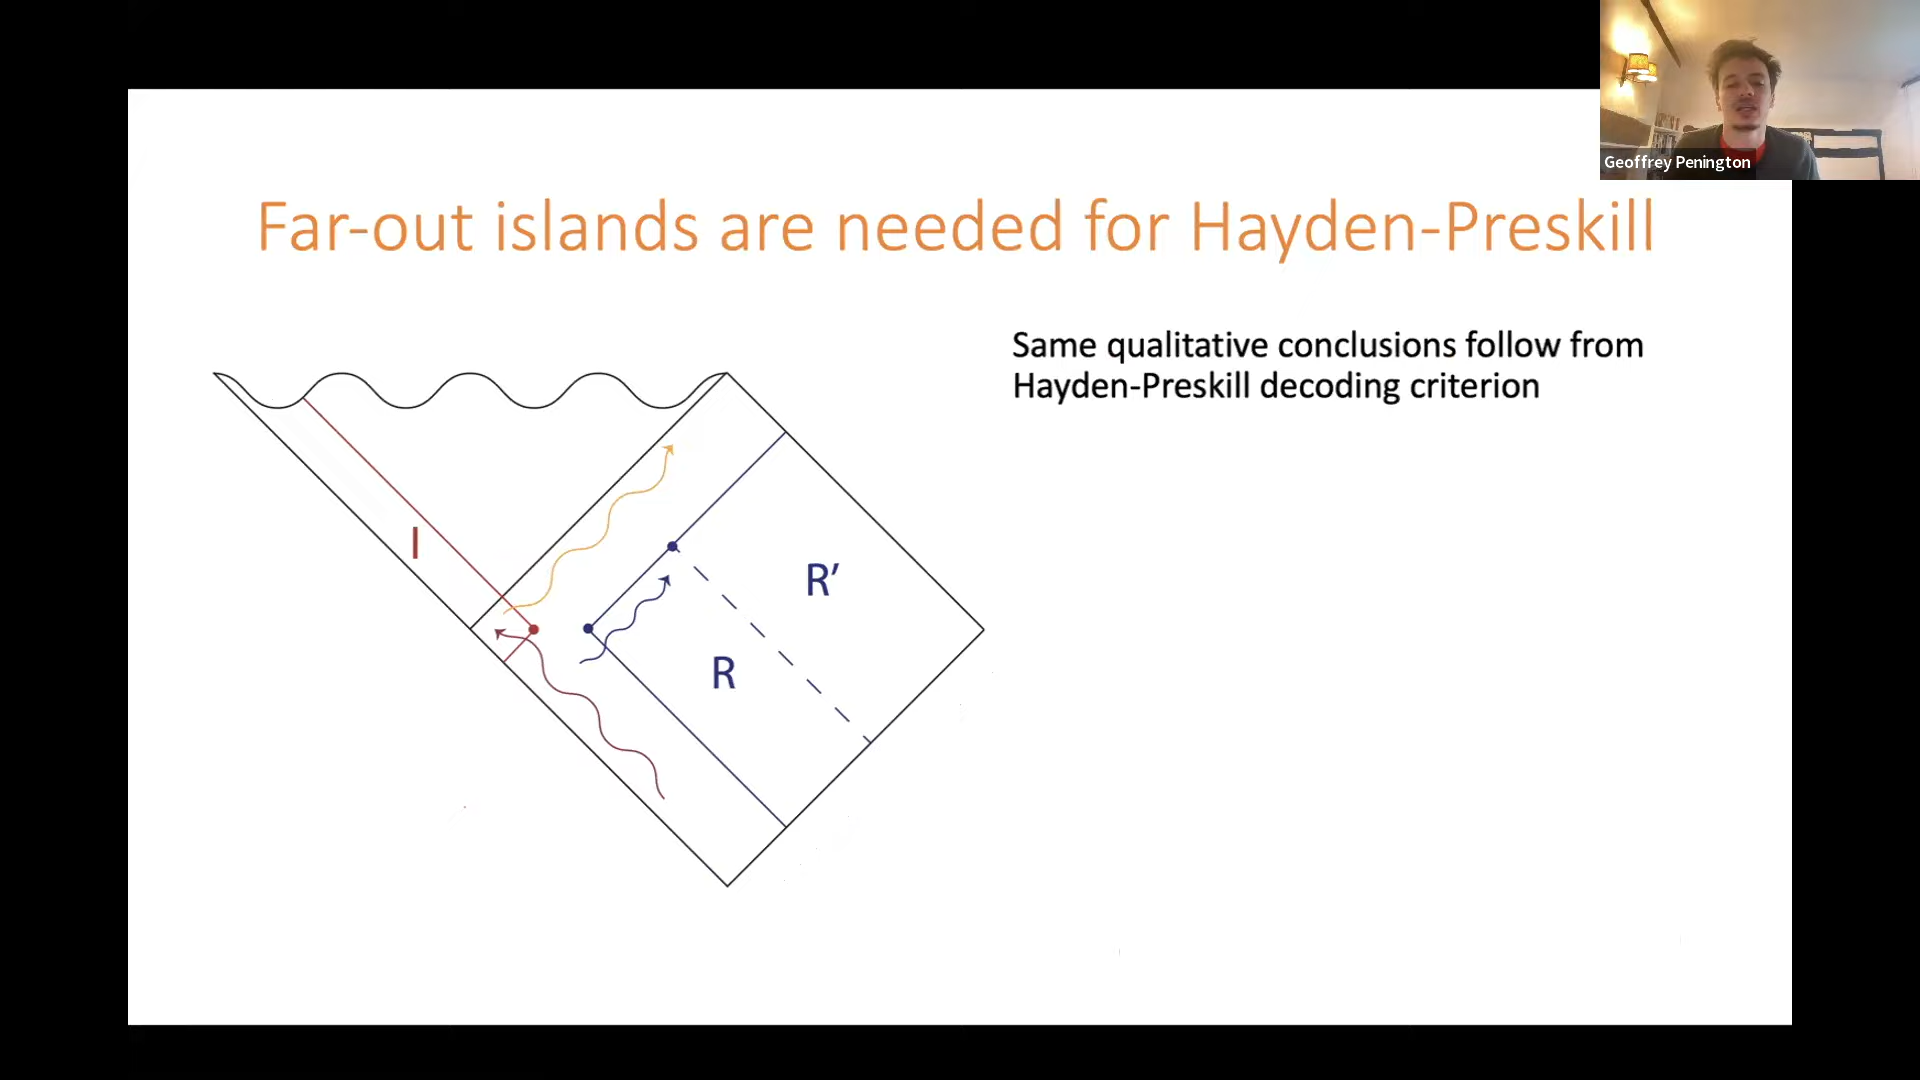 Geoffrey Penington
Far-out islands are needed for Hayden-Preskill
Same qualitative conclusions follow from
Hayden-Preskill decoding criterion
I
R'
R